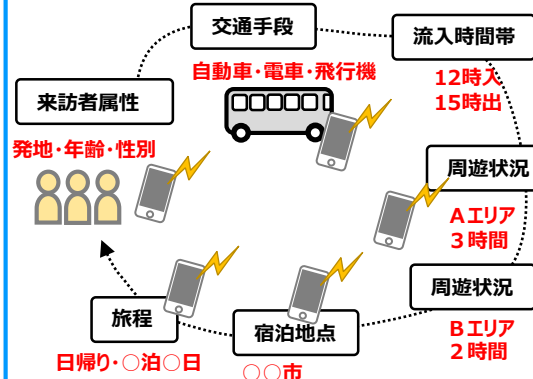 交通手段
自動車・電車・飛行機
流入時間帯
12時入
15時出
来訪者属性
発地・年齢・性別
周遊状況
Aエリア
3時間
周遊状況
Bエリア
2時間
宿泊地点
○○市
旅程
日帰り・○泊○日